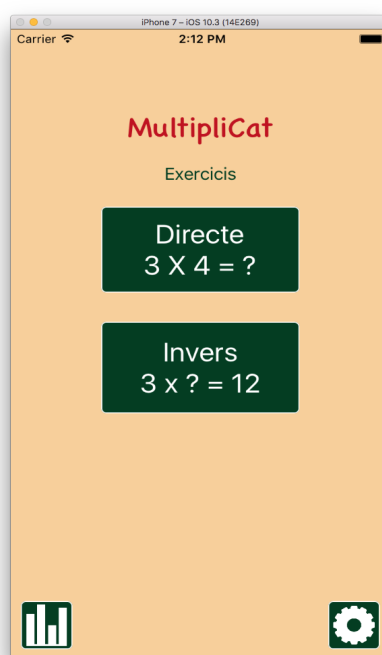 iPhone 7 – iOS 10.3 (14E269)
Carrier 2:12 PM
MultipliCat
Exercicis
Directe
3 X 4 = ?
Invers
3 x ? = 12